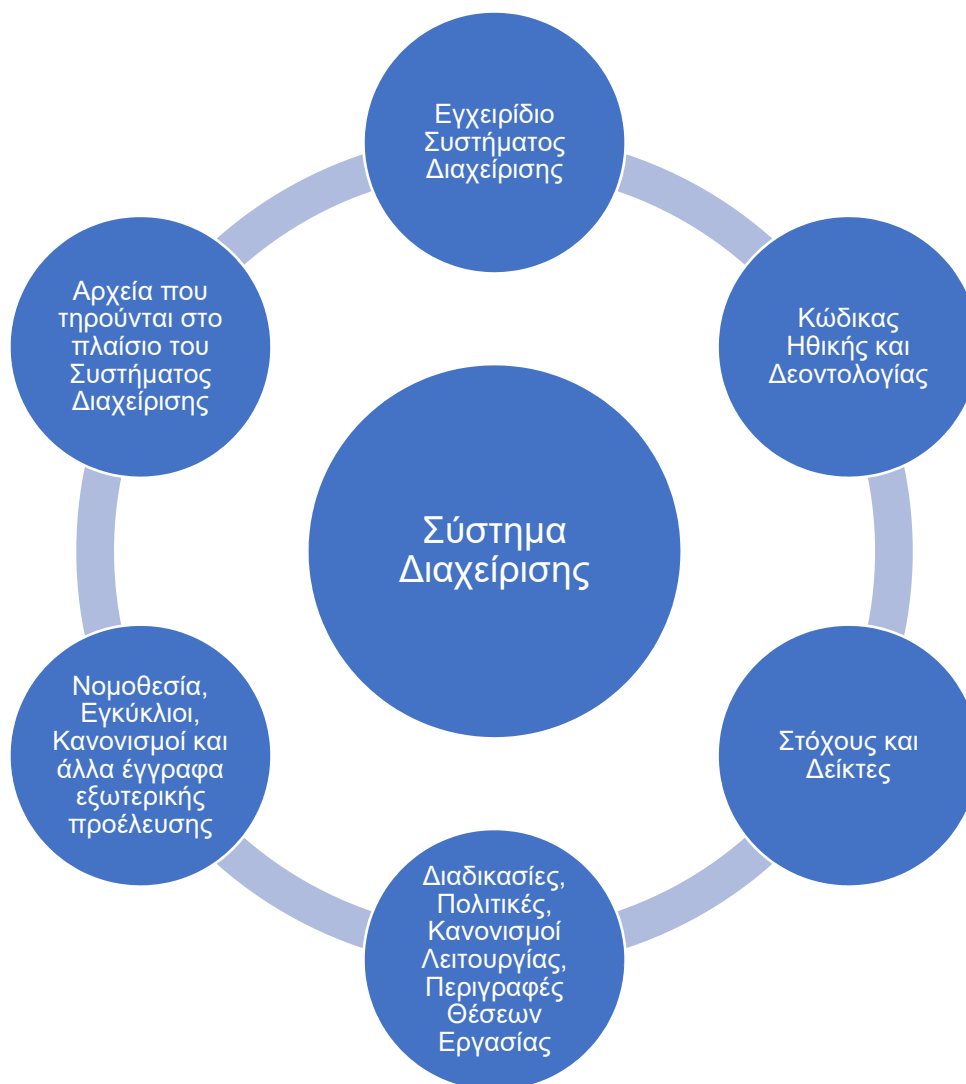 Εγχειρίδιο
Συστήματος
Διαχείρισης
Κώδικας
Ηθικής και
Δεοντολογίας
Στόχους και
Δείκτες
Διαδικασίες,
Πολιτικές,
Κανονισμοί
Λειτουργίας,
Περιγραφές
Θέσεων
Εργασίας
Νομοθεσία,
Εγκύκλιοι,
Κανονισμοί και
άλλα έγγραφα
εξωτερικής
προέλευσης
Αρχεία που
τηρούνται στο
πλαίσιο του
Συστήματος
Διαχείρισης
Σύστημα
Διαχείρισης